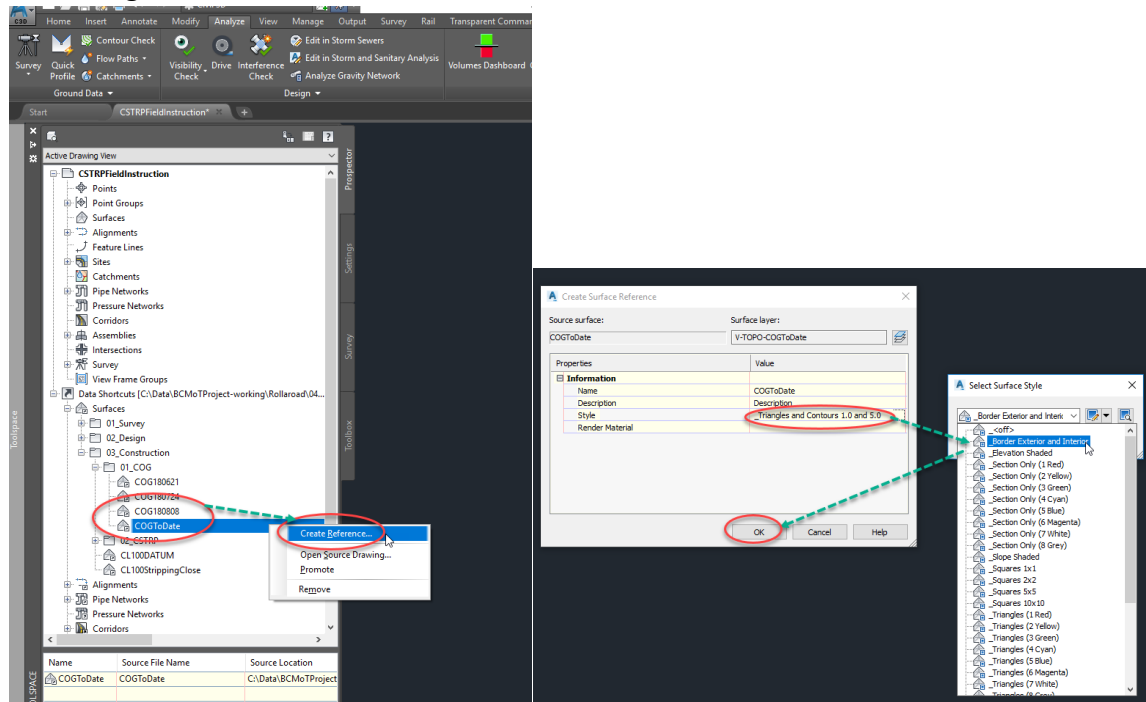 C3D
Home Insert Annotate Modify Analyze View Manage Output Survey Rail Transparent Comman
Survey
Quick Profile
Contour Check
Flow Paths
Catchments
Visibility Check
Drive
Interference Check
Edit in Storm Sewers
Edit in Storm and Sanitary Analysis
Analyze Gravity Network
Volumes Dashboard
Ground Data
Design
Start
CSTRPFieldInstruction*
Active Drawing View
CSTRPFieldInstruction
Points
Point Groups
Surfaces
Alignments
Feature Lines
Sites
Catchments
Pipe Networks
Pressure Networks
Corridors
Assemblies
Intersections
Survey
View Frame Groups
Data Shortcuts [C:\Data\BCMoTProject-working\Rollaroad\04...
Surfaces
01_Survey
02_Design
03_Construction
01_COG
COG180621
COG180724
COG180808
COGToDate
02_CSTRP
CL100DATUM
CL100StrippingClose
Alignments
Pipe Networks
Pressure Networks
Corridors
Create Reference...
Open Source Drawing...
Promote
Remove
Name Source File Name Source Location
COGToDate COGToDate C:\Data\BCMoTProject
Prospector
Settings
Survey
Toolbox
Toolspace
OLSPACE
Create Surface Reference
Source surface: Surface layer:
COGToDate V-TOPO-COGToDate
Properties Value
Information
Name COGToDate
Description Description
Style _Triangles and Contours 1.0 and 5.0
Render Material
OK Cancel Help
Select Surface Style
_Border Exterior and Interi
_<off>
_Border Exterior and Interior
_Elevation Shaded
_Section Only (1 Red)
_Section Only (2 Yellow)
_Section Only (3 Green)
_Section Only (4 Cyan)
_Section Only (5 Blue)
_Section Only (6 Magenta)
_Section Only (7 White)
_Section Only (8 Grey)
_Slope Shaded
_Squares 1x1
_Squares 2x2
_Squares 5x5
_Squares 10x10
_Triangles (1 Red)
_Triangles (2 Yellow)
_Triangles (3 Green)
_Triangles (4 Cyan)
_Triangles (5 Blue)
_Triangles (6 Magenta)
_Triangles (7 White)
_Triangles (8 Grey)